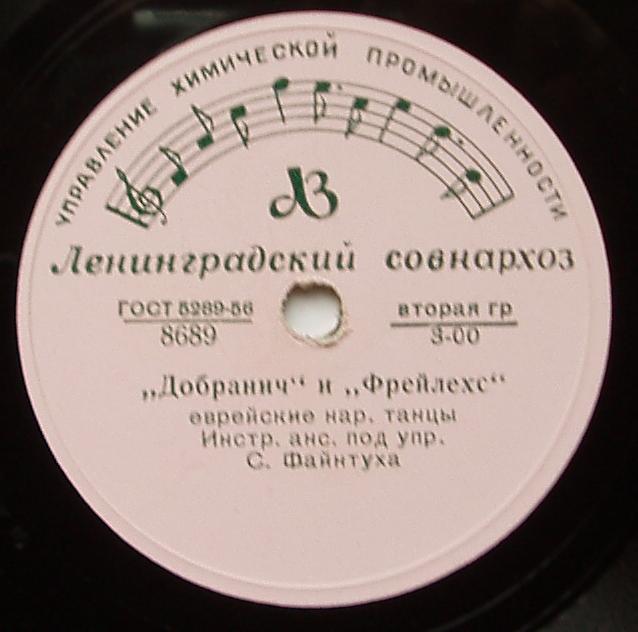 УПРАВЛЕНИЕ ХИМИЧЕСКОЙ ПРОМЫШЛЕННОСТИ
ЛЗ
Ленинградский совнархоз
ГОСТ 5289-56
8689
вторая гр
3-00
„Добранич“ и „Фрейлехс“
еврейские нар. танцы
Инстр. анс. под упр.
С. Файнтуха